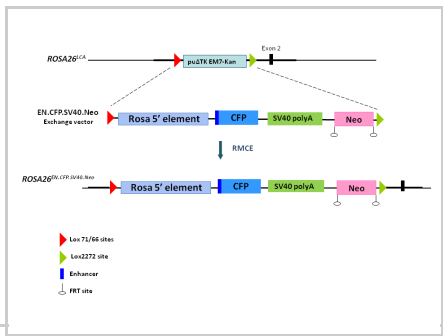 Exon 2
ROSA26LCA
puΔTK EM7-Kan
EN.CFP.SV40.Neo
Exchange vector
Rosa 5' element
CFP
SV40 polyA
Neo
RMCE
ROSA26EN.CFP.SV40.Neo
Rosa 5' element
CFP
SV40 polyA
Neo
Lox 71/66 sites
Lox2272 site
Enhancer
FRT site